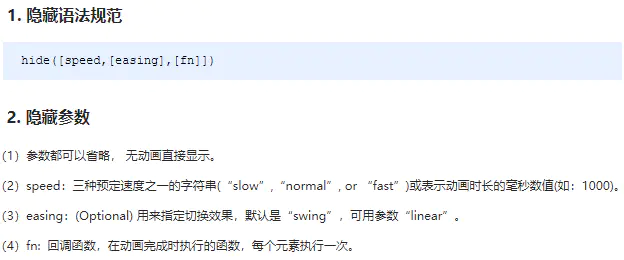 1. 隐藏语法规范
hide([speed,[easing],[fn]])
2. 隐藏参数
(1）参数都可以省略， 无动画直接显示。
(2）speed：三种预定速度之一的字符串(“slow”,“normal”, or “fast”)或表示动画时长的毫秒数值(如：1000)。
(3）easing：(Optional) 用来指定切换效果，默认是“swing”，可用参数“linear”。
(4）fn: 回调函数，在动画完成时执行的函数，每个元素执行一次。